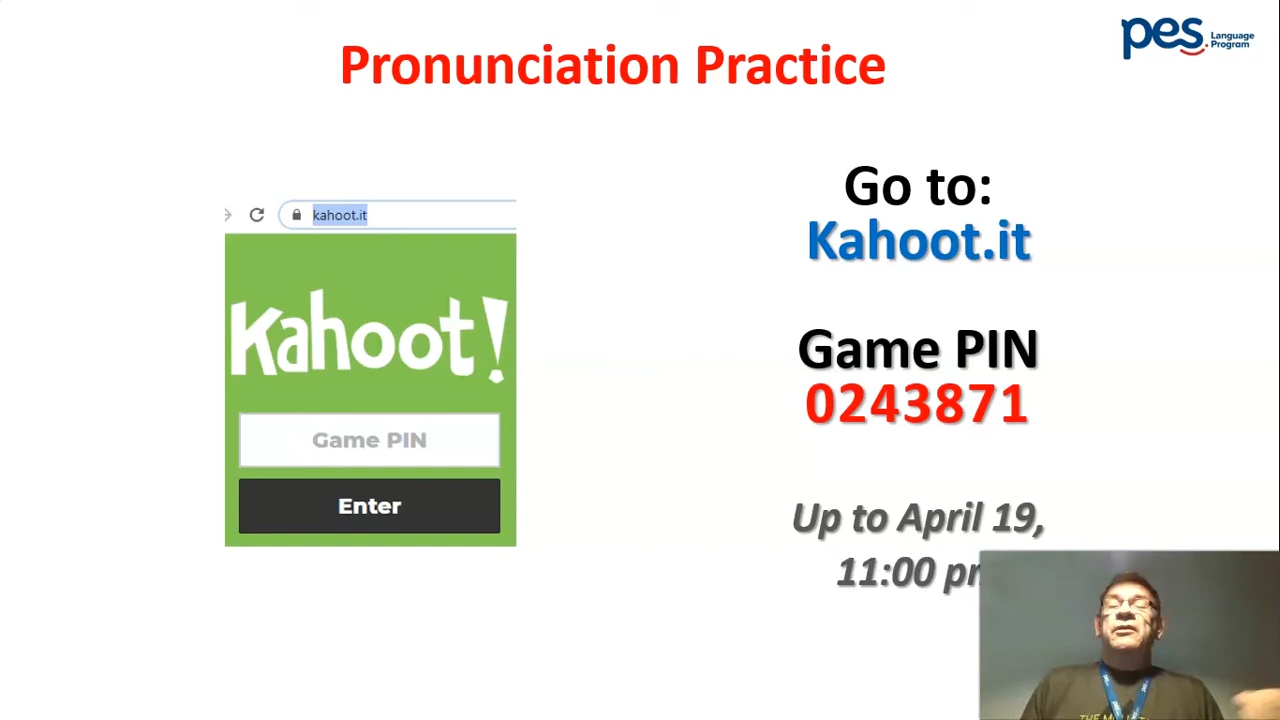 pes. Language
Program
Pronunciation Practice
Go to:
Kahoot.it
kahoot.it
Kahoot!
Game PIN
0243871
Game PIN
Enter
Up to April 19,
11:00